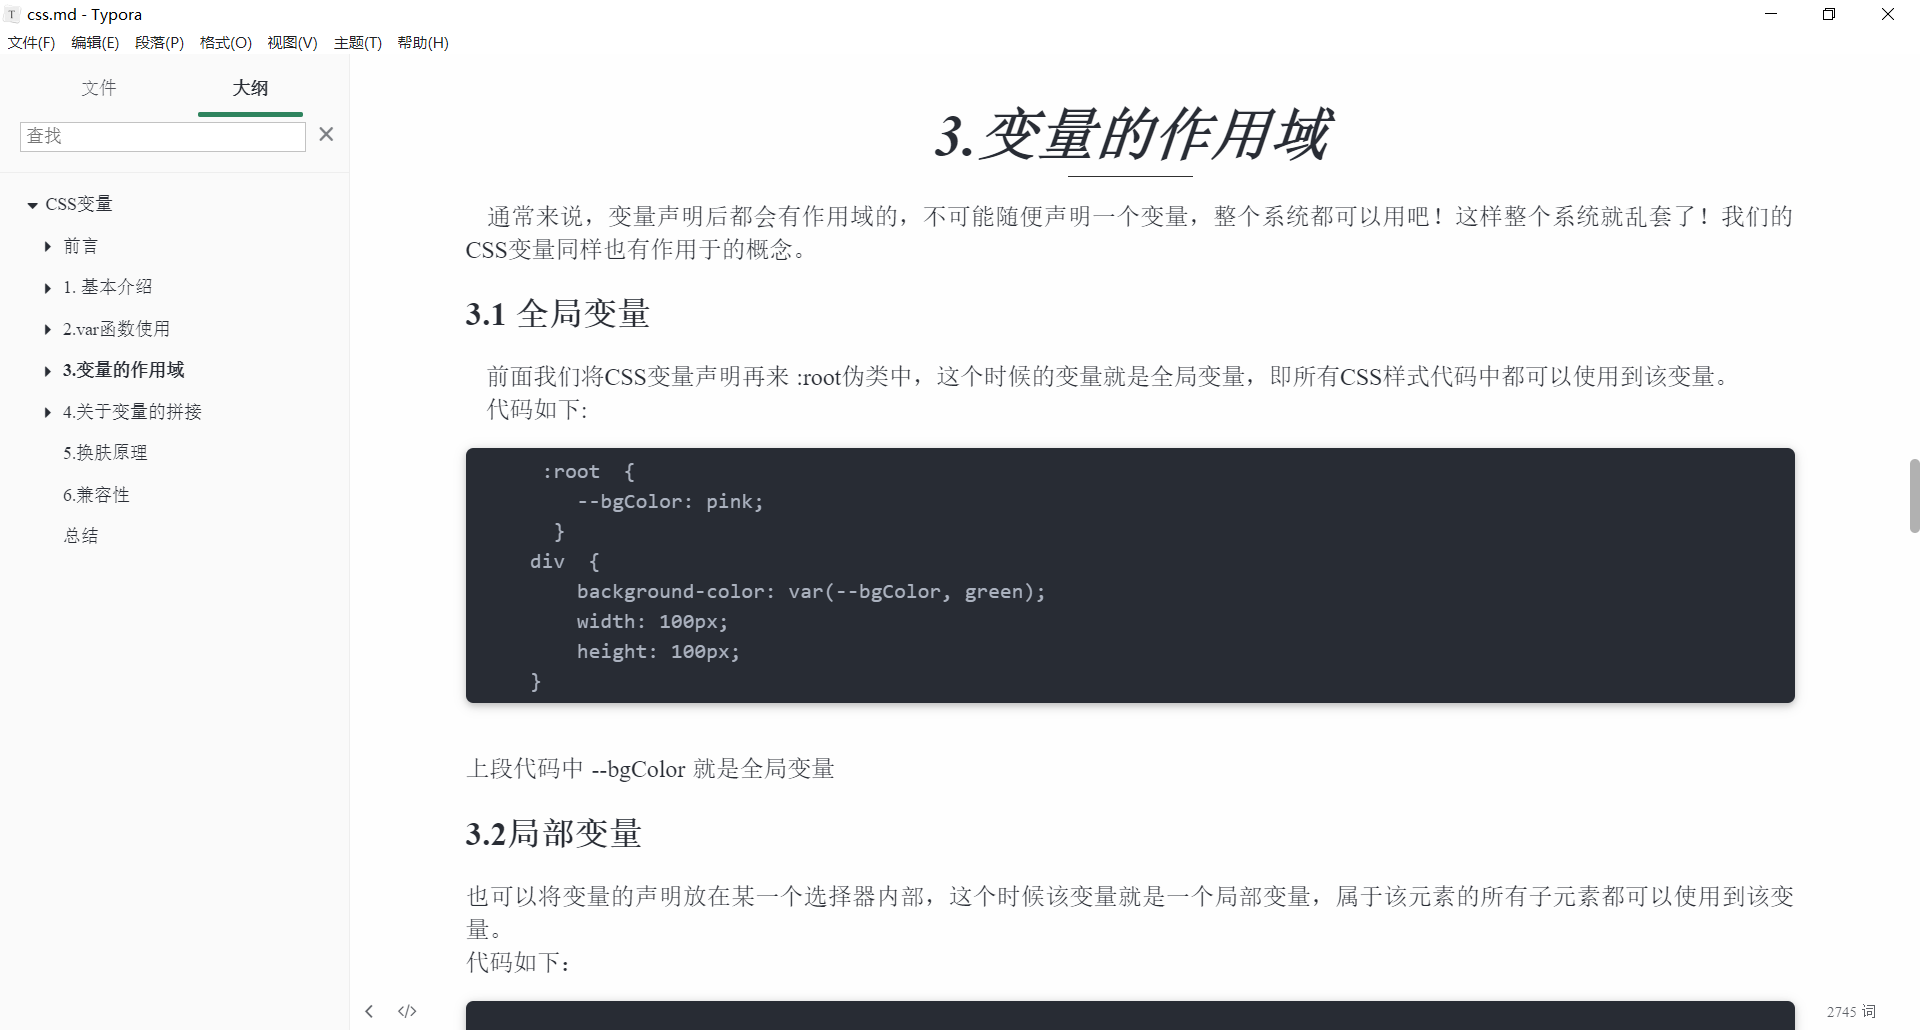 css.md - Typora
文件(F) 编辑(E) 段落(P) 格式(O) 视图(V) 主题(T) 帮助(H)
文件 大纲
查找
CSS变量
前言
1. 基本介绍
2.var函数使用
3.变量的作用域
4.关于变量的拼接
5.换肤原理
6.兼容性
总结
3.变量的作用域
通常来说，变量声明后都会有作用域的，不可能随便声明一个变量，整个系统都可以用吧！这样整个系统就乱套了！我们的
CSS变量同样也有作用于的概念。
3.1 全局变量
前面我们将CSS变量声明再来 :root伪类中，这个时候的变量就是全局变量，即所有CSS样式代码中都可以使用到该变量。
代码如下:
:root  {
--bgColor: pink;
}
div  {
background-color: var(--bgColor, green);
width: 100px;
height: 100px;
}
上段代码中 --bgColor 就是全局变量
3.2局部变量
也可以将变量的声明放在某一个选择器内部，这个时候该变量就是一个局部变量，属于该元素的所有子元素都可以使用到该变
量。
代码如下：
</> 2745 词